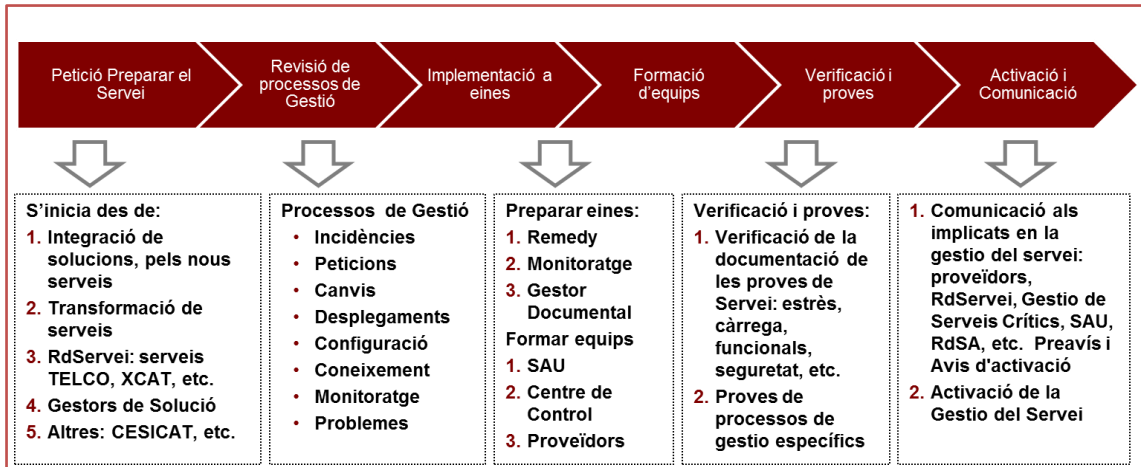 Petició Preparar el
Servei
Revisió de
processos de
Gestió
Implementació a
eines
Formació
d'equips
Verificació i
proves
Activació i
Comunicació
S'inicia des de:
1. Integració de
solucions, pels nous
serveis
2. Transformació de
serveis
3. RdServei: serveis
TELCO, XCAT, etc.
4. Gestors de Solució
5. Altres: CESICAT, etc.
Processos de Gestió
• Incidències
• Peticions
• Canvis
• Desplegaments
• Configuració
• Coneixement
• Monitoratge
• Problemes
Preparar eines:
1. Remedy
2. Monitoratge
3. Gestor
Documental
Formar equips
1. SAU
2. Centre de
Control
3. Proveïdors
Verificació i proves:
1. Verificació de la
documentació de
les proves de
Servei: estrès,
càrrega,
funcionals,
seguretat, etc.
2. Proves de
processos de
gestio específics
1. Comunicació als
implicats en la
gestio del servei:
proveïdors,
RdServei, Gestio de
Serveis Crítics, SAU,
RdSA, etc. Preavís i
Avis d'activació
2. Activació de la
Gestio del Servei